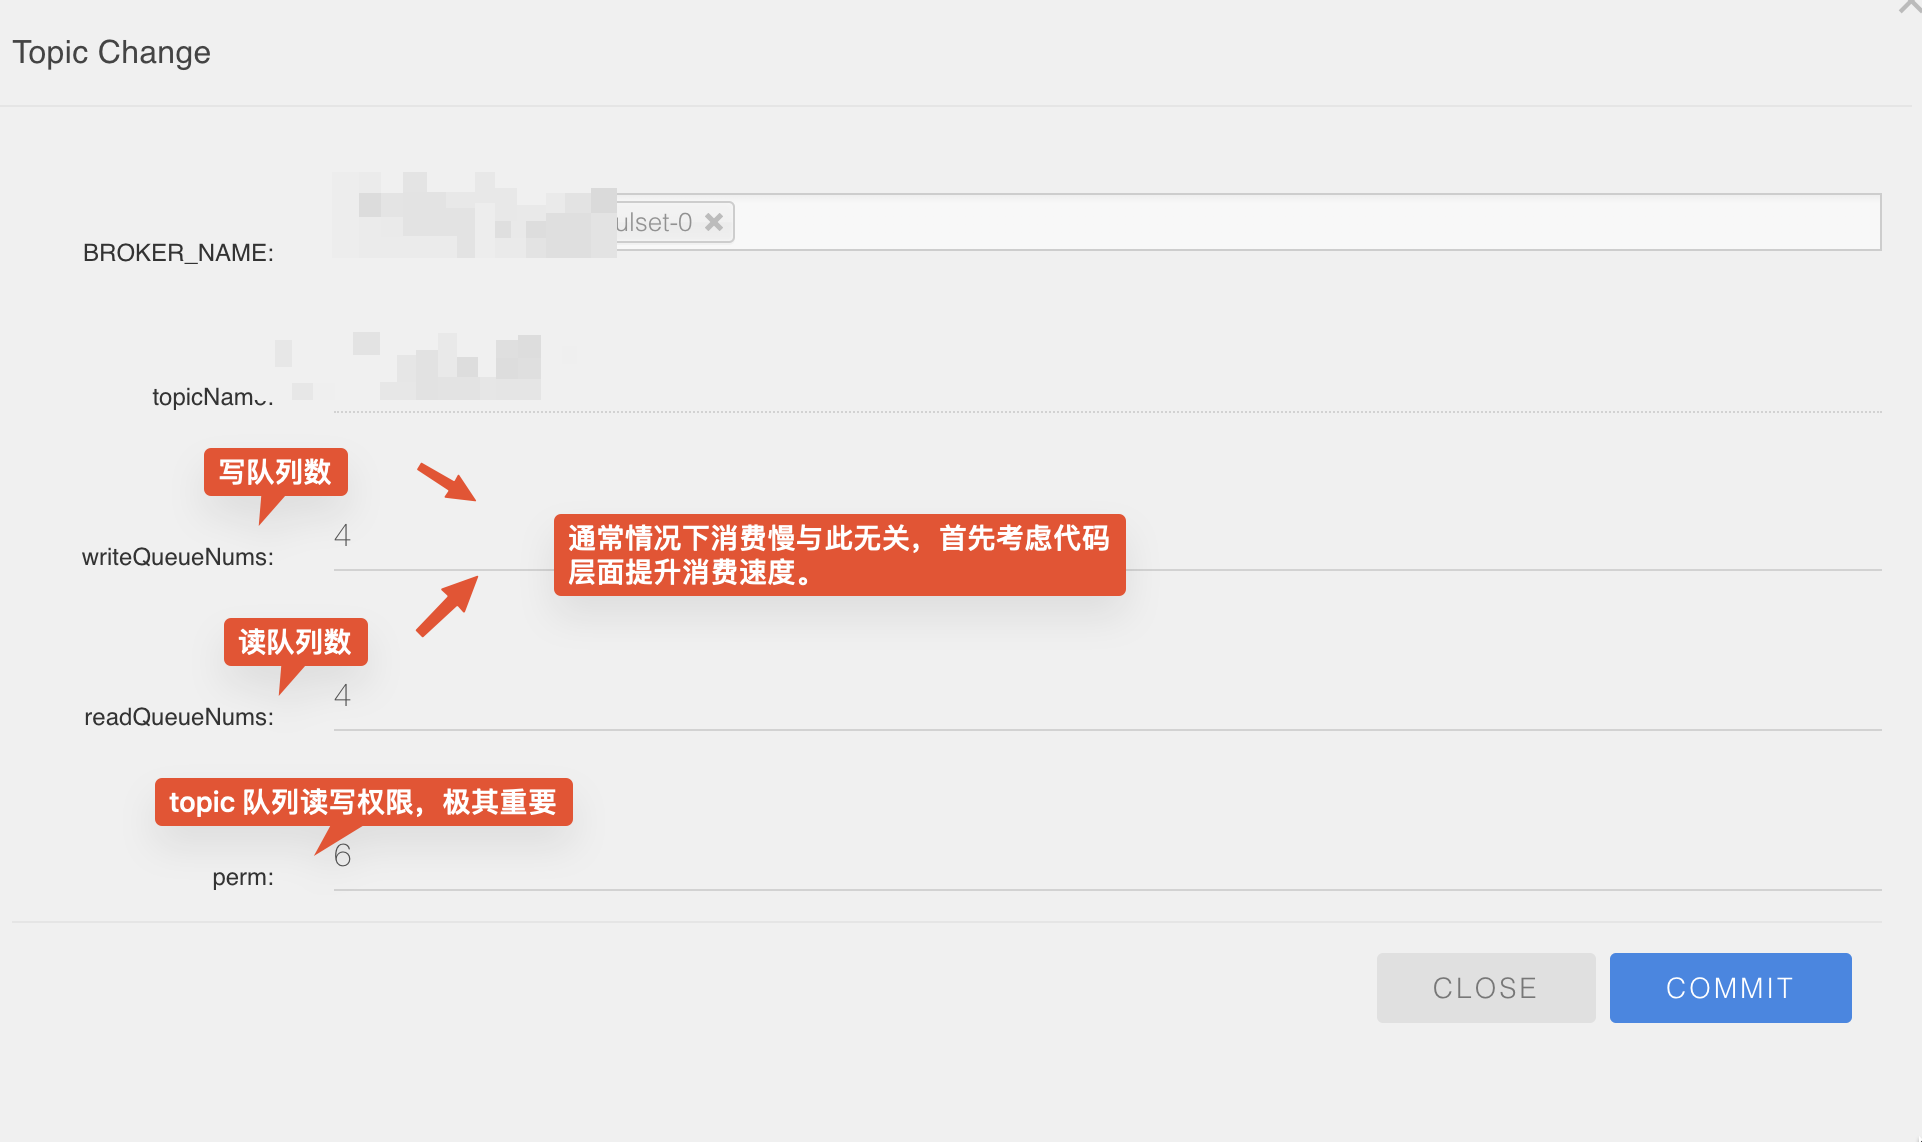 Topic Change
ulset-0
BROKER_NAME:
topicName:
写队列数
4
writeQueueNums:
通常情况下消费慢与此无关，首先考虑代码
层面提升消费速度。
读队列数
4
readQueueNums:
topic 队列读写权限，极其重要
6
perm:
CLOSE
COMMIT